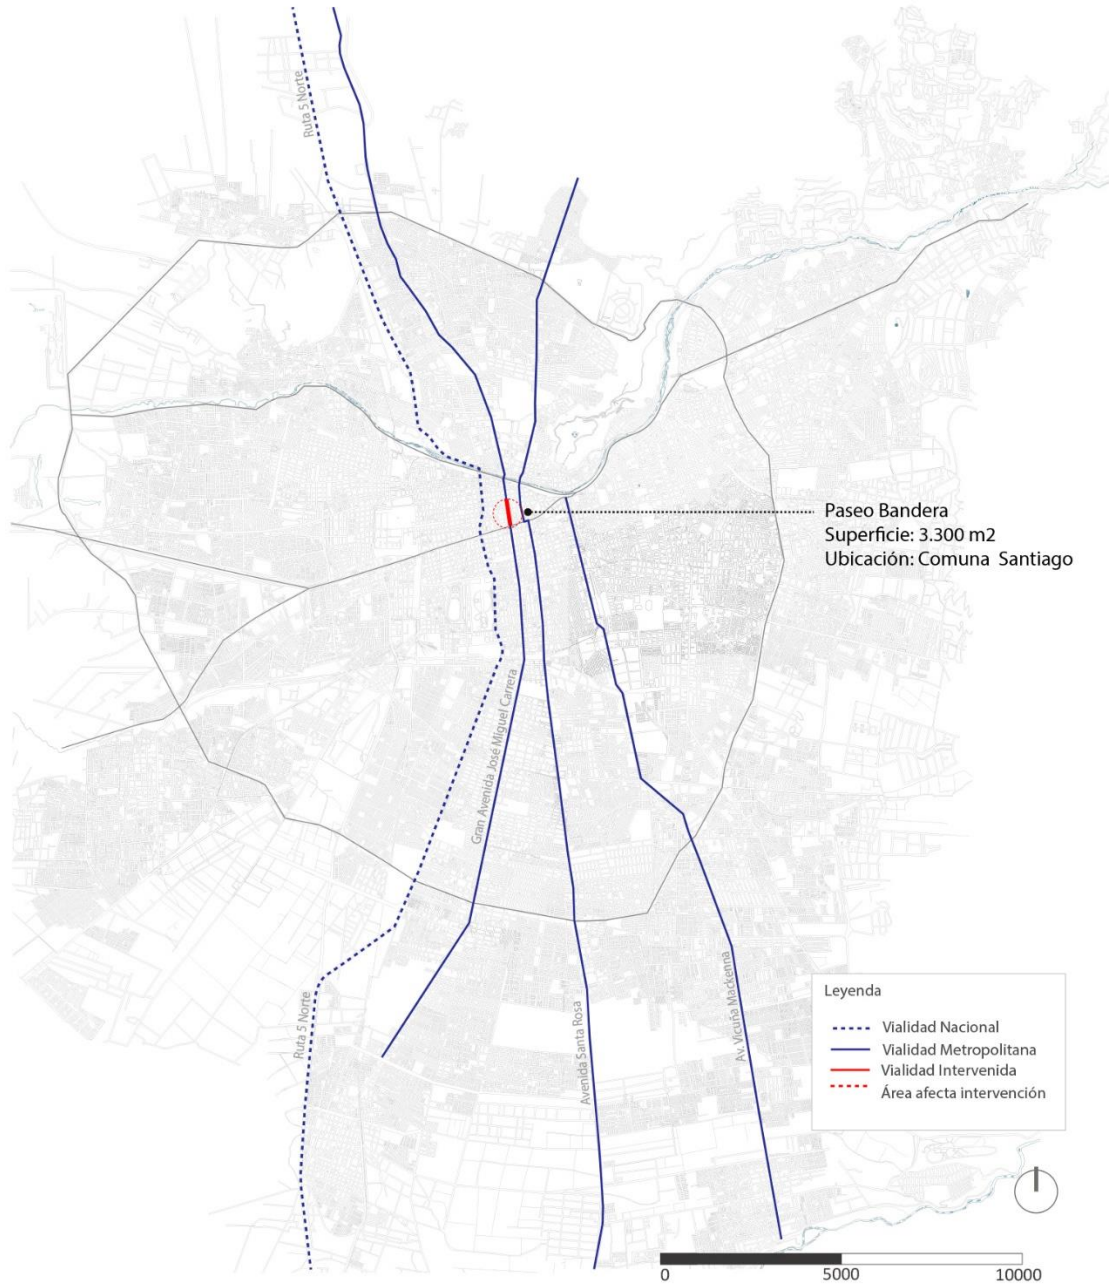 Ruta 5 Norte
Paseo Bandera
Superficie: 3.300 m2
Ubicación: Comuna Santiago
Gran Avenida José Miguel Carrera
Ruta 5 Norte
Avenida Santa Rosa
Av. Vicuña Mackenna
Leyenda
Vialidad Nacional
Vialidad Metropolitana
Vialidad Intervenida
Área afecta intervención
0 5000 10000